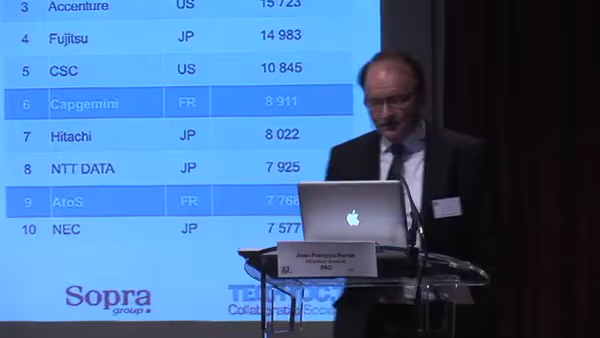 3 Accenture US 15 723
4 Fujitsu JP 14 983
5 CSC US 10 845
6 Capgemini FR 8 911
7 Hitachi JP 8 022
8 NTT DATA JP 7 925
9 AtoS FR 7 768
10 NEC JP 7 577
Jean François Perret
PAC
Sopra
group